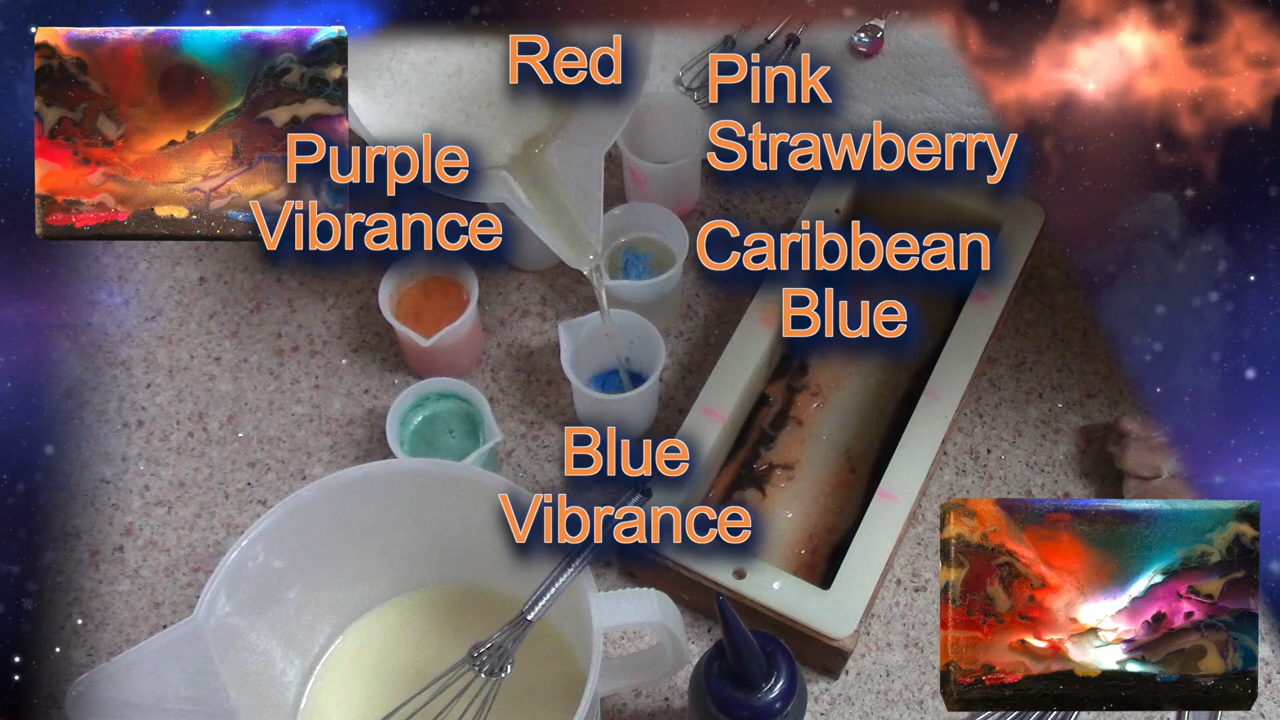 Red
Pink
Strawberry
Purple
Vibrance
Caribbean
Blue
Blue
Vibrance